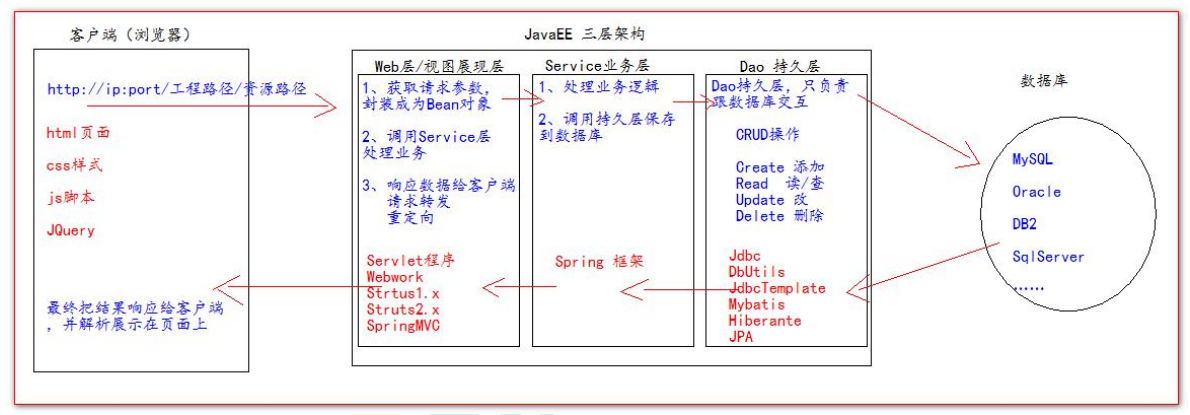 客户端（浏览器）
JavaEE 三层架构
http://ip:port/工程路径/资源路径
html页面
css样式
js脚本
JQuery
最终把结果响应给客户端
，并解析展示在页面上
Web层/视图展现层
1、获取请求参数，
封装成为Bean对象
2、调用Service层
处理业务
3、响应数据给客户端
请求转发
重定向
Servlet程序
Webwork
Strtus1.x
Struts2.x
SpringMVC
Service业务层
1、处理业务逻辑
2、调用持久层保存
到数据库
Spring 框架
Dao 持久层
Dao持久层，只负责
跟数据库交互
CRUD操作
Create 添加
Read 读/查
Update 改
Delete 删除
Jdbc
DbUtils
JdbcTemplate
Mybatis
Hiberante
JPA
数据库
MySQL
Oracle
DB2
SqlServer
......